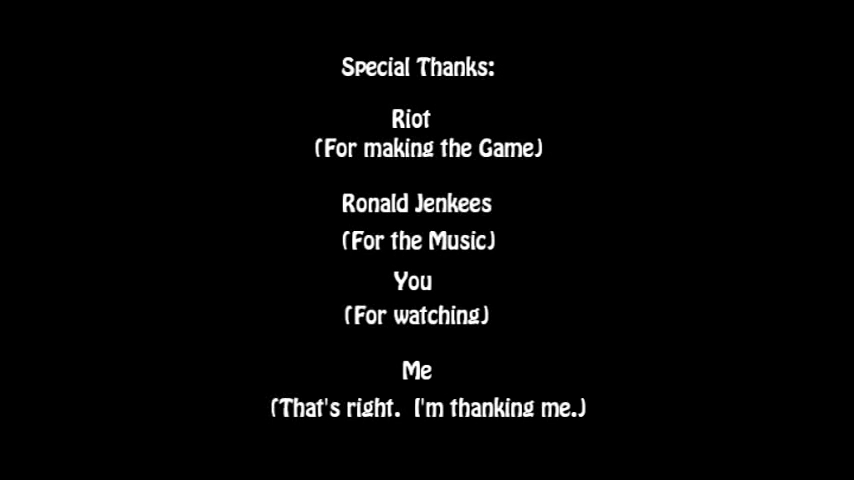 Special Thanks:
Riot
(For making the Game)
Ronald Jenkees
(For the Music)
You
(For watching)
Me
(That's right.  I'm thanking me.)